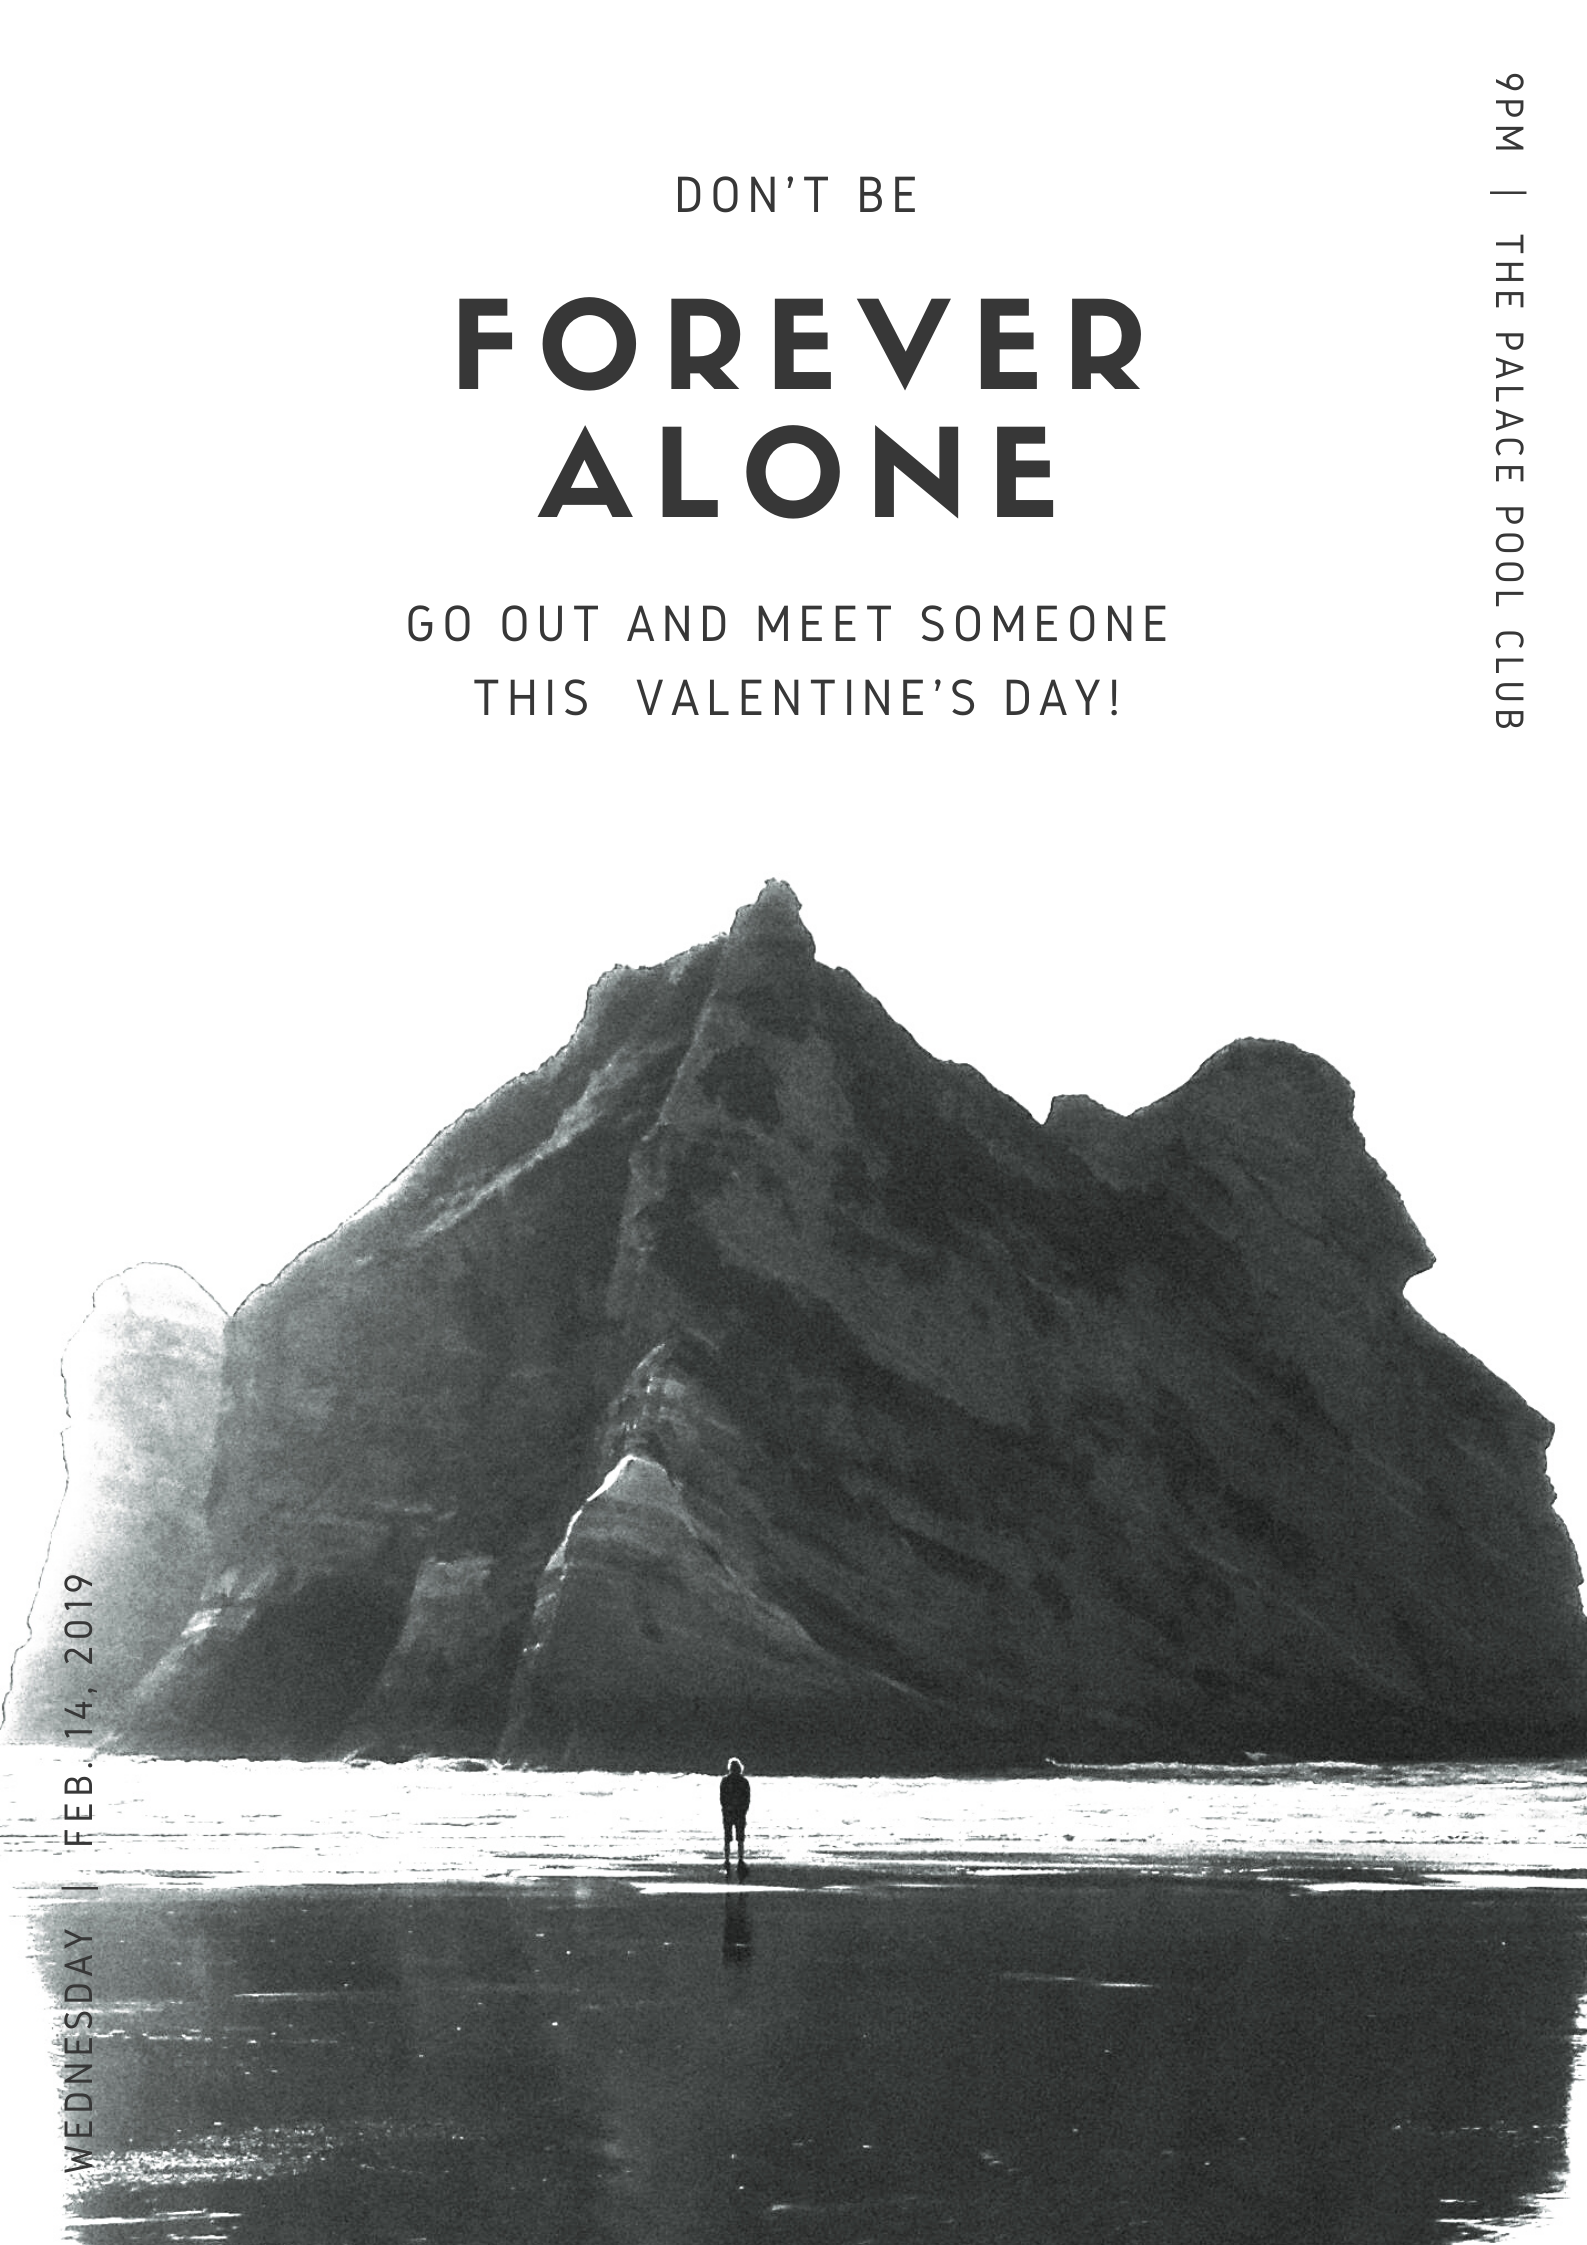 DON'T BE
FOREVER
ALONE
GO OUT AND MEET SOMEONE
THIS VALENTINE'S DAY!
9PM | THE PALACE POOL CLUB
WEDNESDAY | FEB. 14, 2019